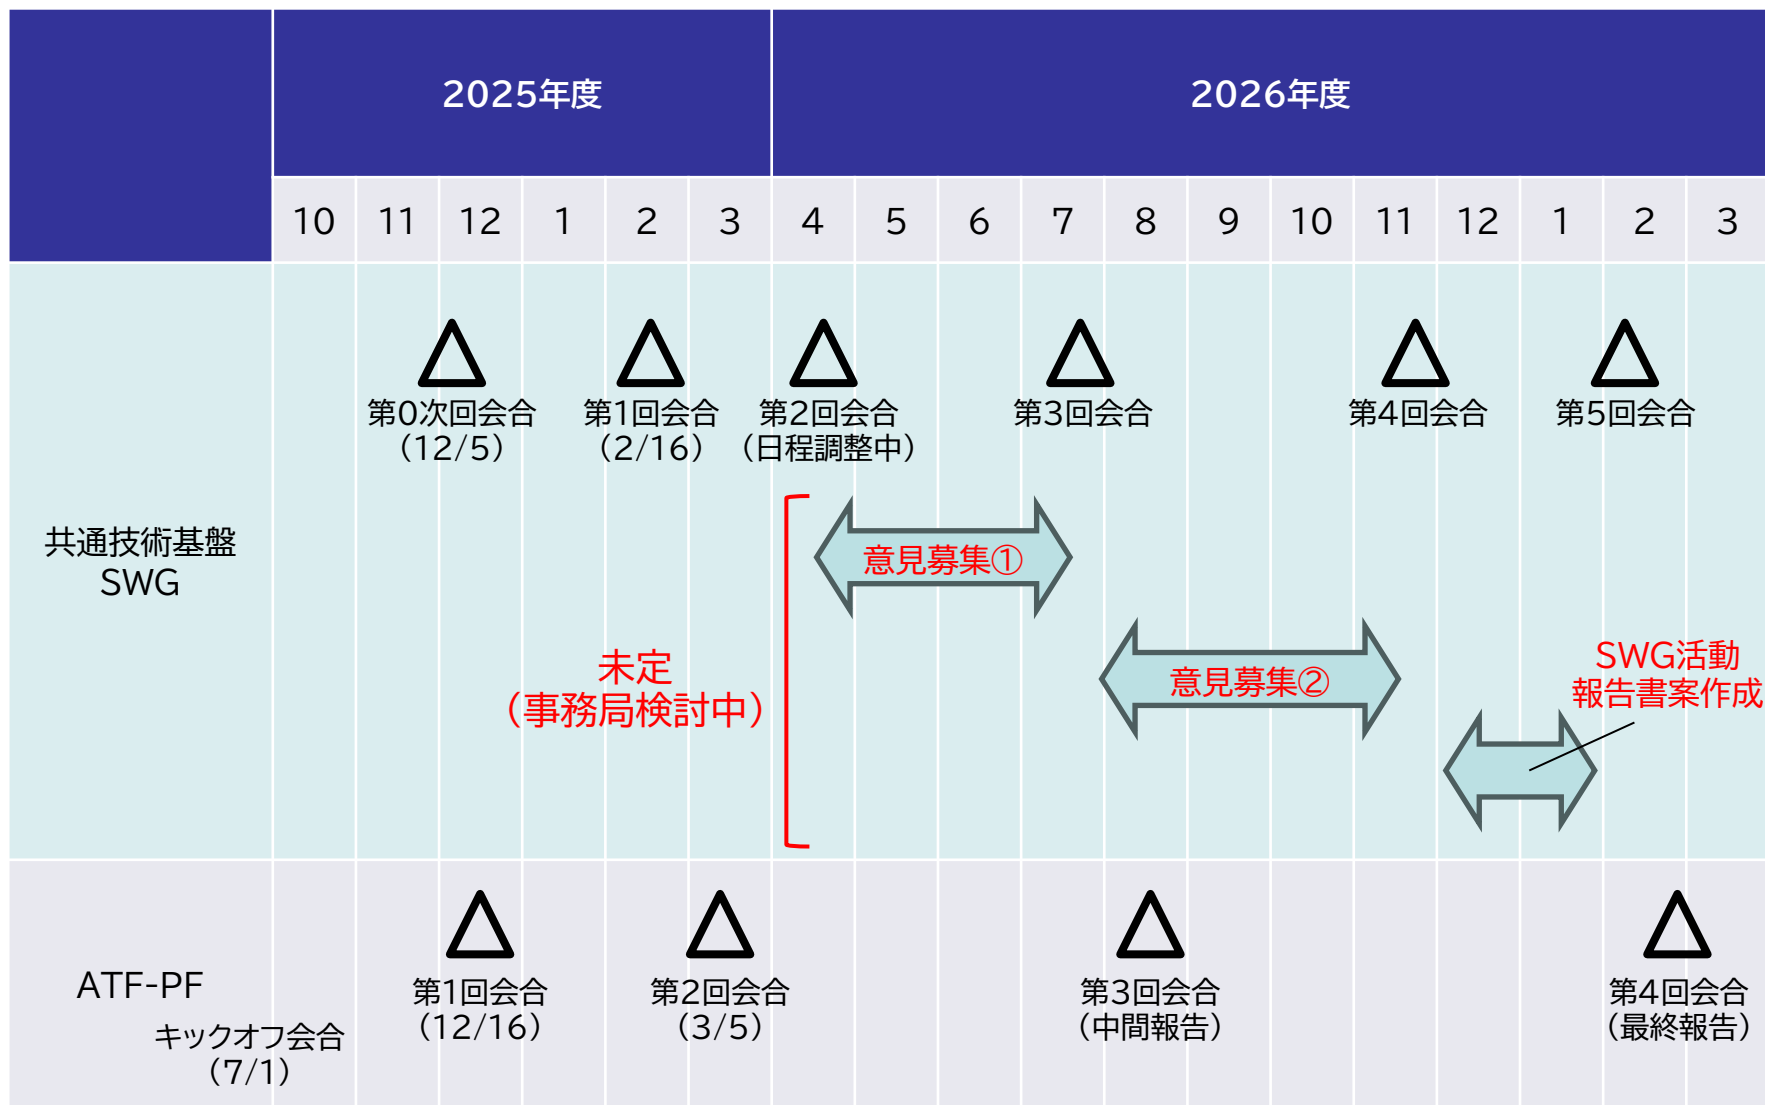 2025年度
2026年度
10 11 12 1 2 3 4 5 6 7 8 9 10 11 12 1 2 3
共通技術基盤
SWG
第0次回会合
（12/5）
第1回会合
（2/16）
第2回会合
（日程調整中）
第3回会合
第4回会合
第5回会合
意見募集①
未定
（事務局検討中）
意見募集②
SWG活動
報告書案作成
ATF-PF
キックオフ会合
（7/1）
第1回会合
（12/16）
第2回会合
（3/5）
第3回会合
（中間報告）
第4回会合
（最終報告）